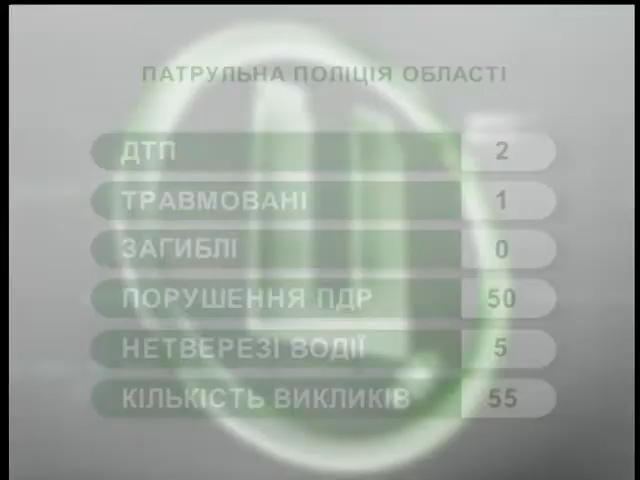 ПАТРУЛЬНА ПОЛІЦІЯ ОБЛАСТІ
ДТП 2
ТРАВМОВАНІ 1
ЗАГИБЛІ 0
ПОРУШЕННЯ ПДР 50
НЕТВЕРЕЗІ ВОДІЇ 5
КІЛЬКІСТЬ ВИКЛИКІВ 55